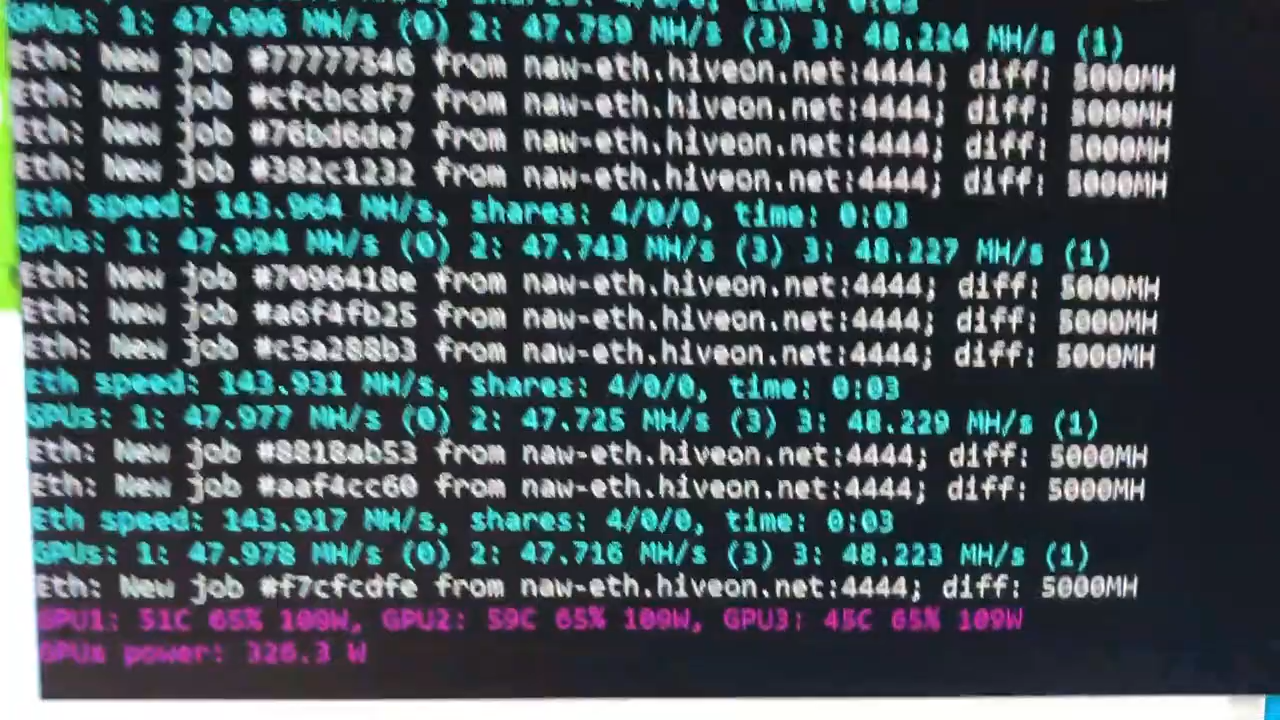 time: 0:03
GPUs: 1: 47.996 MH/s (0) 2: 47.759 MH/s (3) 3: 48.224 MH/s (1)
Eth: New job from naw-eth.hiveon.net:4444; diff: 5000MH
Eth: New job #cfcbc8f7 from naw-eth.hiveon.net:4444; diff: 5000MH
Eth: New job #76bd6de7 from naw-eth.hiveon.net:4444; diff: 5000MH
Eth: New job #382c1232 from naw-eth.hiveon.net:4444; diff: 5000MH
Eth speed: 143.964 MH/s, shares: 4/0/0, time: 0:03
GPUs: 1: 47.994 MH/s (0) 2: 47.743 MH/s (3) 3: 48.227 MH/s (1)
Eth: New job #7096418e from naw-eth.hiveon.net:4444; diff: 5000MH
Eth: New job #a6f4fb25 from naw-eth.hiveon.net:4444; diff: 5000MH
Eth: New job #c5a288b3 from naw-eth.hiveon.net:4444; diff: 5000MH
Eth speed: 143.931 MH/s, shares: 4/0/0, time: 0:03
GPUs: 1: 47.977 MH/s (0) 2: 47.725 MH/s (3) 3: 48.229 MH/s (1)
Eth: New job #8818ab53 from naw-eth.hiveon.net:4444; diff: 5000MH
Eth: New job #aaf4cc60 from naw-eth.hiveon.net:4444; diff: 5000MH
Eth speed: 143.917 MH/s, shares: 4/0/0, time: 0:03
GPUs: 1: 47.978 MH/s (0) 2: 47.716 MH/s (3) 3: 48.223 MH/s (1)
Eth: New job #f7cfcdfe from naw-eth.hiveon.net:4444; diff: 5000MH
GPU1: 51C 65% 109W, GPU2: 59C 65% 109W, GPU3: 45C 65% 109W
GPUs power: 326.3 W